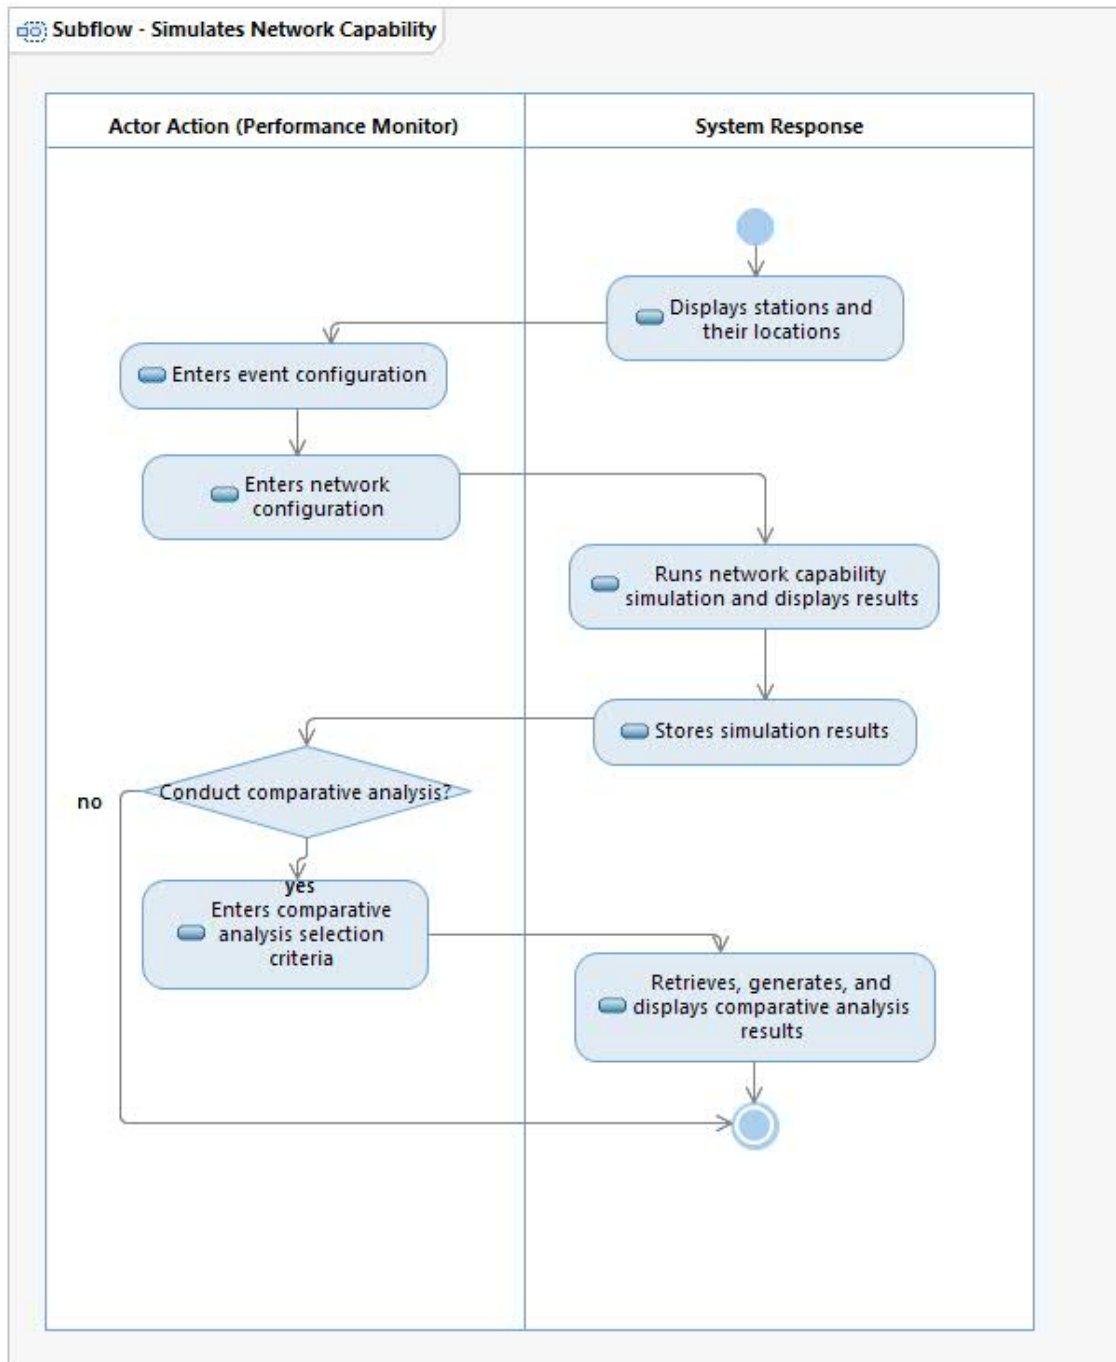 Subflow - Simulates Network Capability
Actor Action (Performance Monitor)
System Response
Displays stations and
their locations
Enters event configuration
Enters network
configuration
Runs network capability
simulation and displays results
Stores simulation results
Conduct comparative analysis?
no
yes
Enters comparative
analysis selection
criteria
Retrieves, generates, and
displays comparative analysis
results